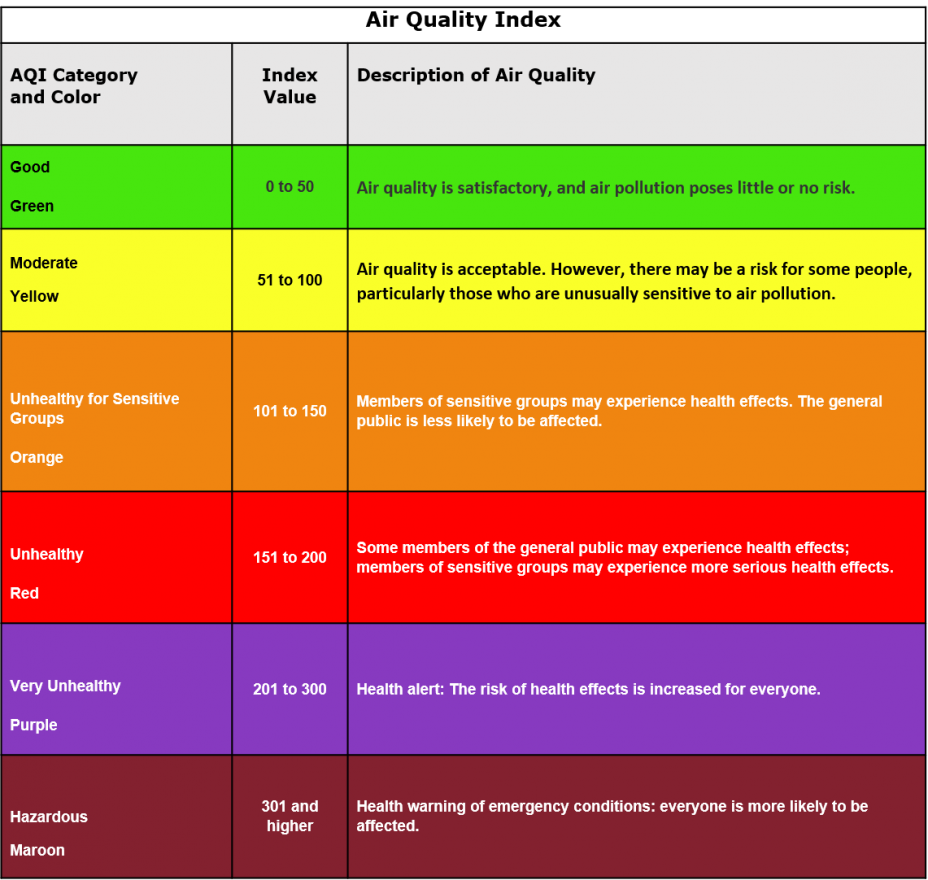 Air Quality Index
AQI Category
and Color
Index
Value
Description of Air Quality
Good
Green
0 to 50
Air quality is satisfactory, and air pollution poses little or no risk.
Moderate
Yellow
51 to 100
Air quality is acceptable. However, there may be a risk for some people,
particularly those who are unusually sensitive to air pollution.
Unhealthy for Sensitive
Groups
Orange
101 to 150
Members of sensitive groups may experience health effects. The general
public is less likely to be affected.
Unhealthy
Red
151 to 200
Some members of the general public may experience health effects;
members of sensitive groups may experience more serious health effects.
Very Unhealthy
Purple
201 to 300
Health alert: The risk of health effects is increased for everyone.
Hazardous
Maroon
301 and
higher
Health warning of emergency conditions: everyone is more likely to be
affected.